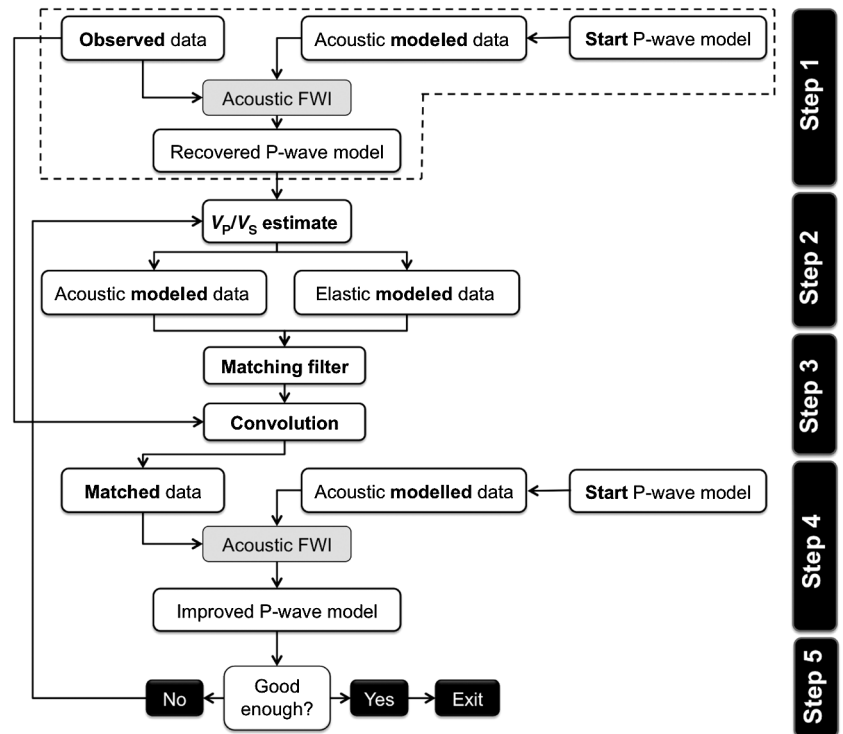 Observed data
Acoustic modeled data
Start P-wave model
Acoustic FWI
Recovered P-wave model
Step 1
VP/VS estimate
Acoustic modeled data
Elastic modeled data
Step 2
Matching filter
Convolution
Step 3
Matched data
Acoustic modelled data
Start P-wave model
Acoustic FWI
Improved P-wave model
Step 4
No
Good
enough?
Yes
Exit
Step 5